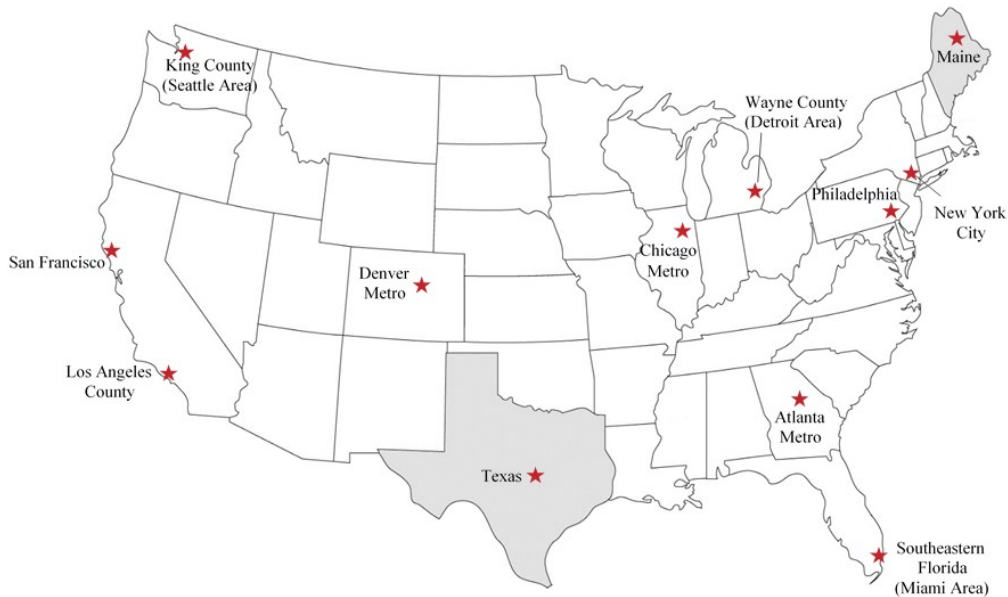 King County
(Seattle Area)
Maine
Wayne County
(Detroit Area)
Philadelphia
New York
City
San Francisco
Denver
Metro
Chicago
Metro
Los Angeles
County
Atlanta
Metro
Texas
Southeastern
Florida
(Miami Area)